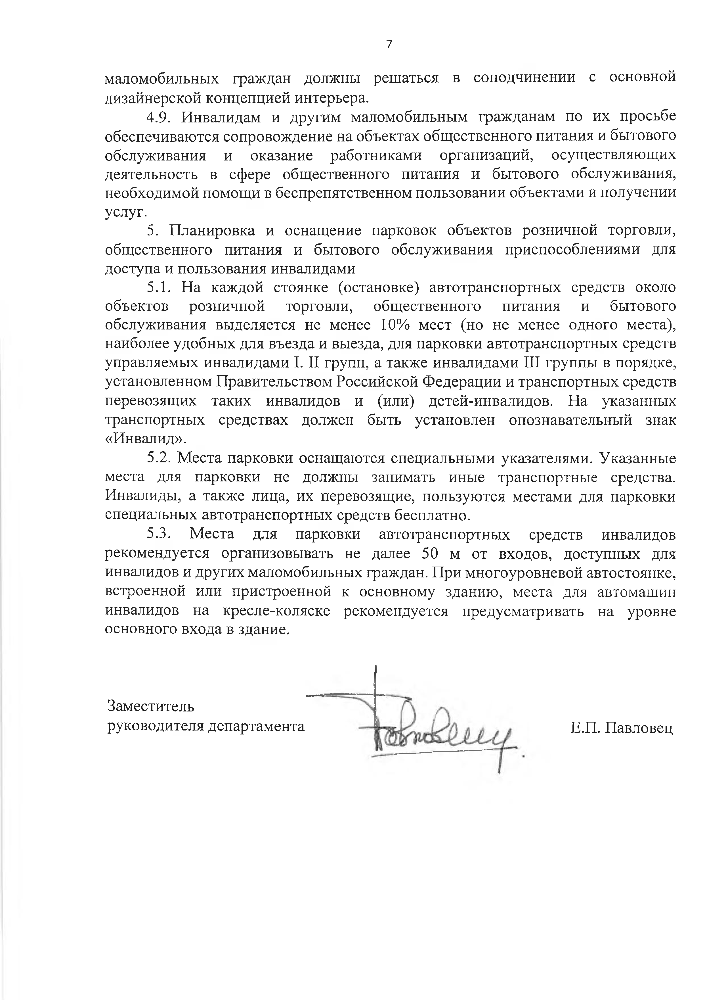 7
маломобильных граждан должны решаться в соподчинении с основной
дизайнерской концепцией интерьера.
4.9. Инвалидам и другим маломобильным гражданам по их просьбе
обеспечиваются сопровождение на объектах общественного питания и бытового
обслуживания и оказание работниками организаций, осуществляющих
деятельность в сфере общественного питания и бытового обслуживания,
необходимой помощи в беспрепятственном пользовании объектами и получении
услуг.
5. Планировка и оснащение парковок объектов розничной торговли,
общественного питания и бытового обслуживания приспособлениями для
доступа и пользования инвалидами
5.1. На каждой стоянке (остановке) автотранспортных средств около
объектов розничной торговли, общественного питания и бытового
обслуживания выделяется не менее 10% мест (но не менее одного места),
наиболее удобных для въезда и выезда, для парковки автотранспортных средств
управляемых инвалидами I. II групп, а также инвалидами III группы в порядке,
установленном Правительством Российской Федерации и транспортных средств
перевозящих таких инвалидов и (или) детей-инвалидов. На указанных
транспортных средствах должен быть установлен опознавательный знак
«Инвалид».
5.2. Места парковки оснащаются специальными указателями. Указанные
места для парковки не должны занимать иные транспортные средства.
Инвалиды, а также лица, их перевозящие, пользуются местами для парковки
специальных автотранспортных средств бесплатно.
5.3. Места для парковки автотранспортных средств инвалидов
рекомендуется организовывать не далее 50 м от входов, доступных для
инвалидов и других маломобильных граждан. При многоуровневой автостоянке,
встроенной или пристроенной к основному зданию, места для автомашин
инвалидов на кресле-коляске рекомендуется предусматривать на уровне
основного входа в здание.
Заместитель
руководителя департамента
Е.П. Павловец